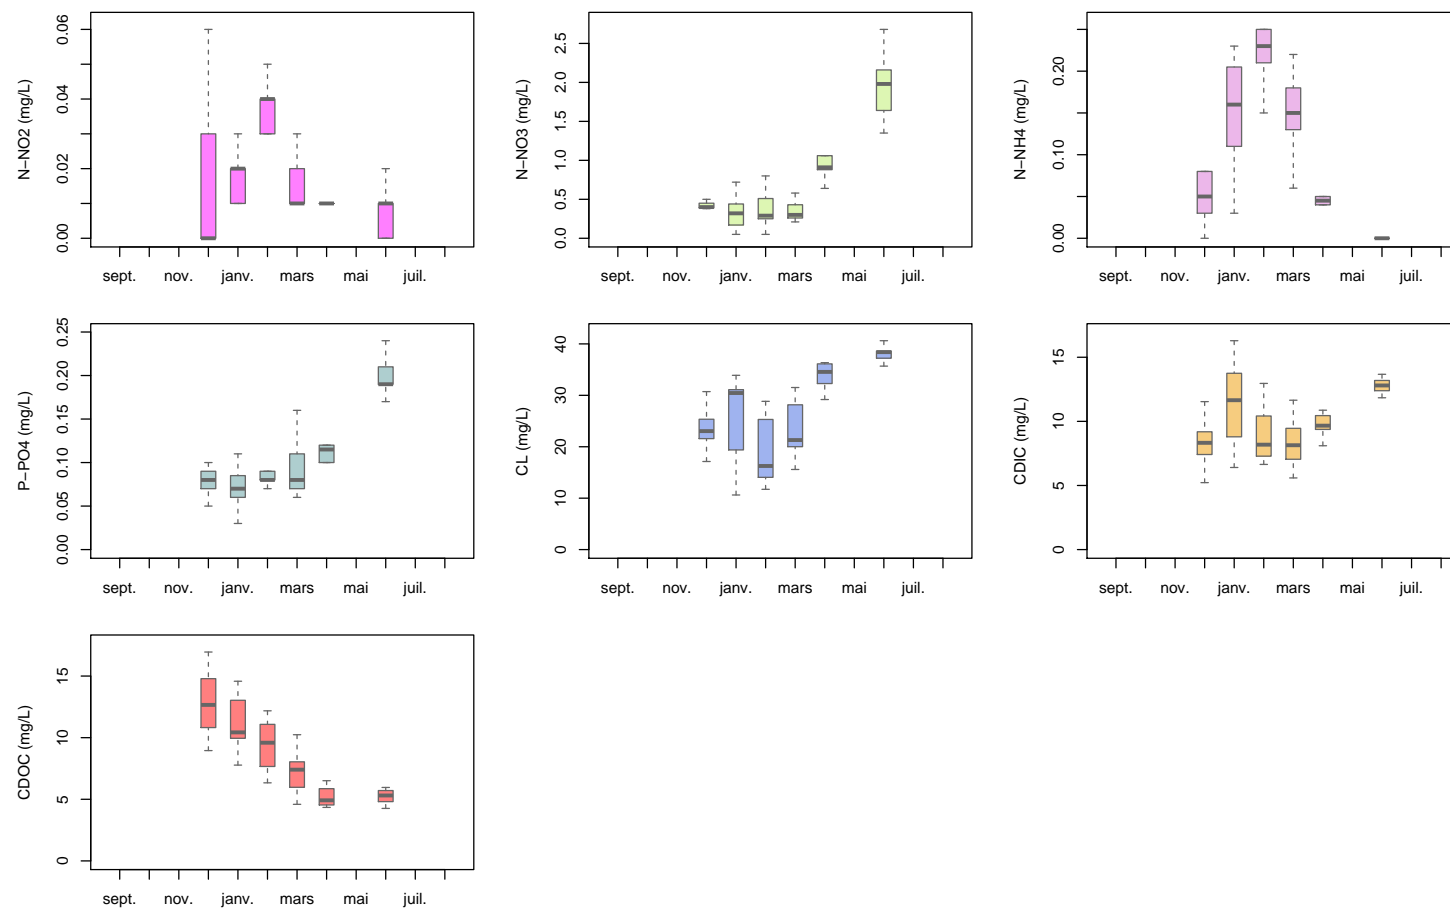 N−NO2 (mg/L)
0.00 0.02 0.04 0.06
sept. nov. janv. mars mai juil.
N−NO3 (mg/L)
0.0 0.5 1.0 1.5 2.0 2.5
sept. nov. janv. mars mai juil.
N−NH4 (mg/L)
0.00 0.10 0.20
sept. nov. janv. mars mai juil.
P−PO4 (mg/L)
0.00 0.05 0.10 0.15 0.20 0.25
sept. nov. janv. mars mai juil.
CL (mg/L)
0 10 20 30 40
sept. nov. janv. mars mai juil.
CDIC (mg/L)
0 5 10 15
sept. nov. janv. mars mai juil.
CDOC (mg/L)
0 5 10 15
sept. nov. janv. mars mai juil.